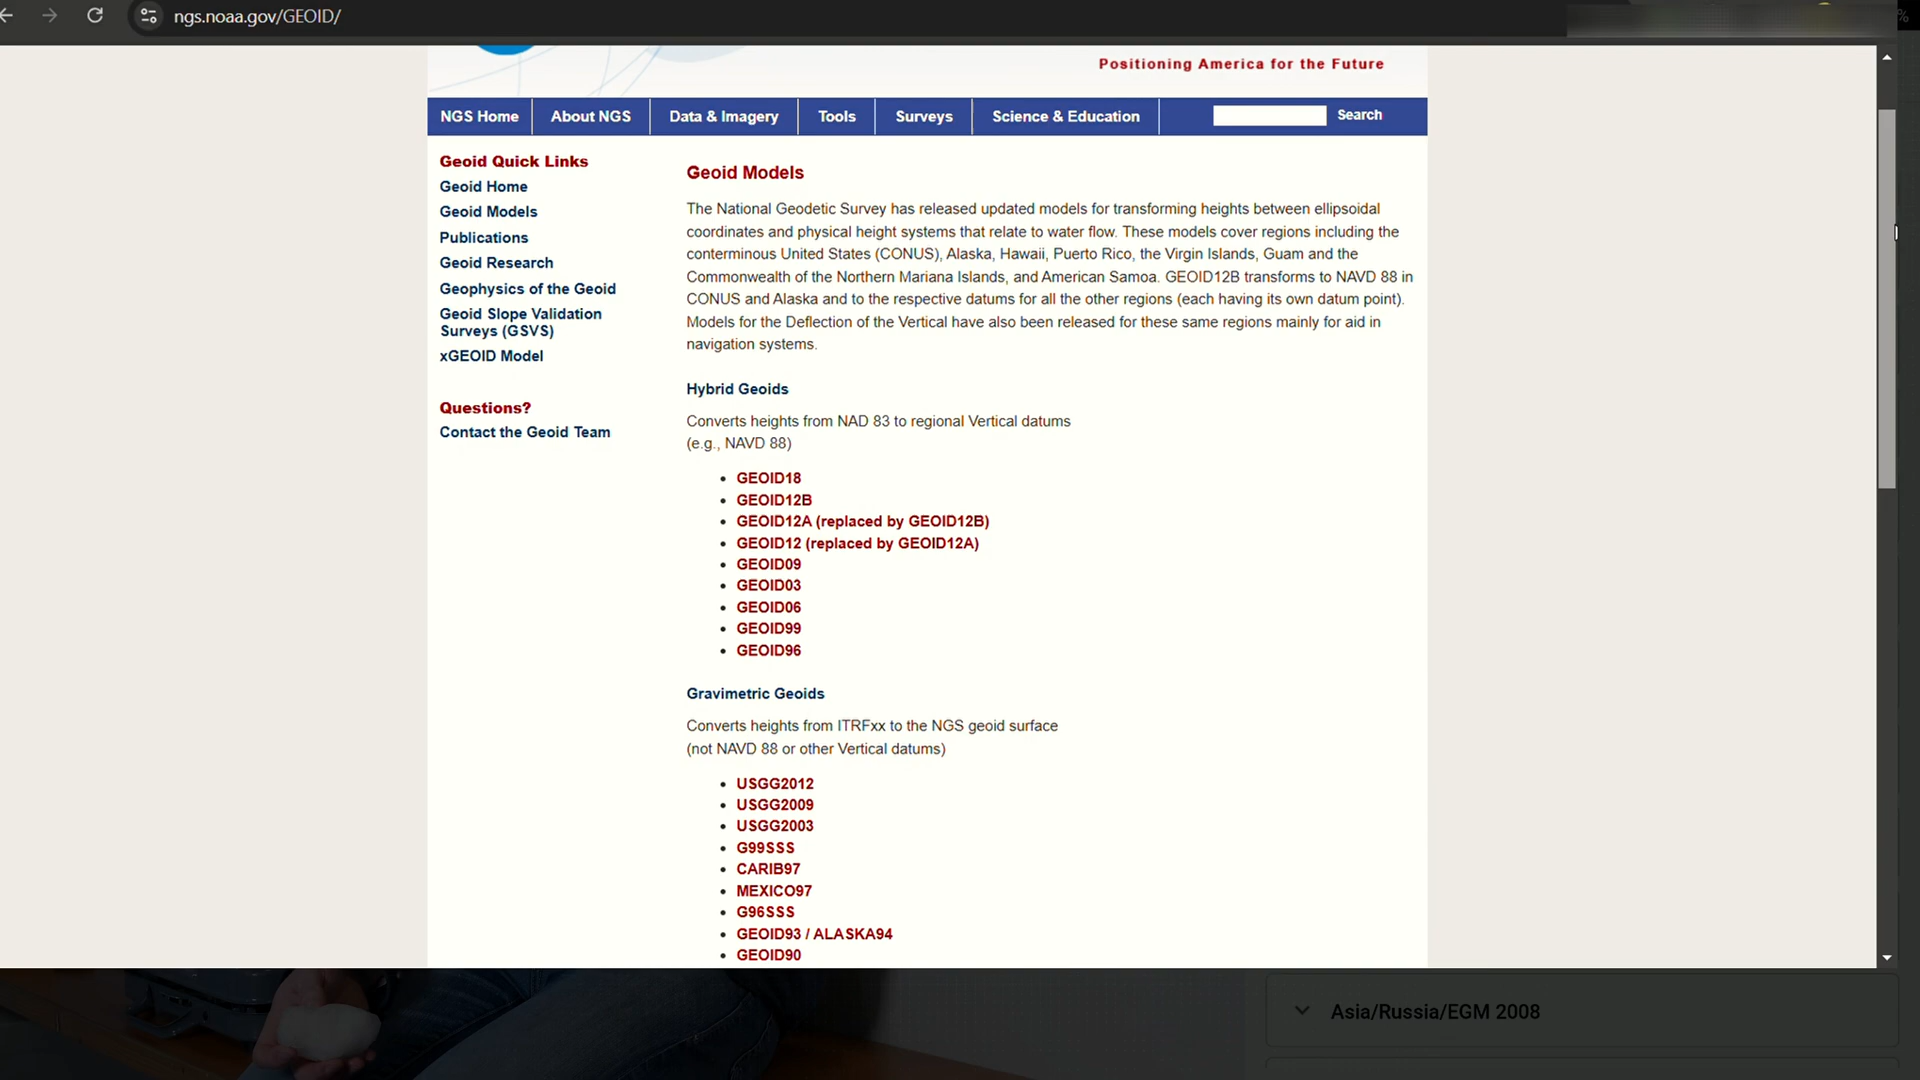 ngs.noaa.gov/GEOID/
Positioning America for the Future
NGS Home
About NGS
Data & Imagery
Tools
Surveys
Science & Education
Search
Geoid Quick Links
Geoid Home
Geoid Models
Publications
Geoid Research
Geophysics of the Geoid
Geoid Slope Validation
Surveys (GSVS)
xGEOID Model
Questions?
Contact the Geoid Team
Geoid Models
The National Geodetic Survey has released updated models for transforming heights between ellipsoidal
coordinates and physical height systems that relate to water flow. These models cover regions including the
conterminous United States (CONUS), Alaska, Hawaii, Puerto Rico, the Virgin Islands, Guam and the
Commonwealth of the Northern Mariana Islands, and American Samoa. GEOID12B transforms to NAVD 88 in
CONUS and Alaska and to the respective datums for all the other regions (each having its own datum point).
Models for the Deflection of the Vertical have also been released for these same regions mainly for aid in
navigation systems.
Hybrid Geoids
Converts heights from NAD 83 to regional Vertical datums
(e.g., NAVD 88)
• GEOID18
• GEOID12B
• GEOID12A (replaced by GEOID12B)
• GEOID12 (replaced by GEOID12A)
• GEOID09
• GEOID03
• GEOID06
• GEOID99
• GEOID96
Gravimetric Geoids
Converts heights from ITRFxx to the NGS geoid surface
(not NAVD 88 or other Vertical datums)
• USGG2012
• USGG2009
• USGG2003
• G99SSS
• CARIB97
• MEXICO97
• G96SSS
• GEOID93 / ALASKA94
• GEOID90
Asia/Russia/EGM 2008